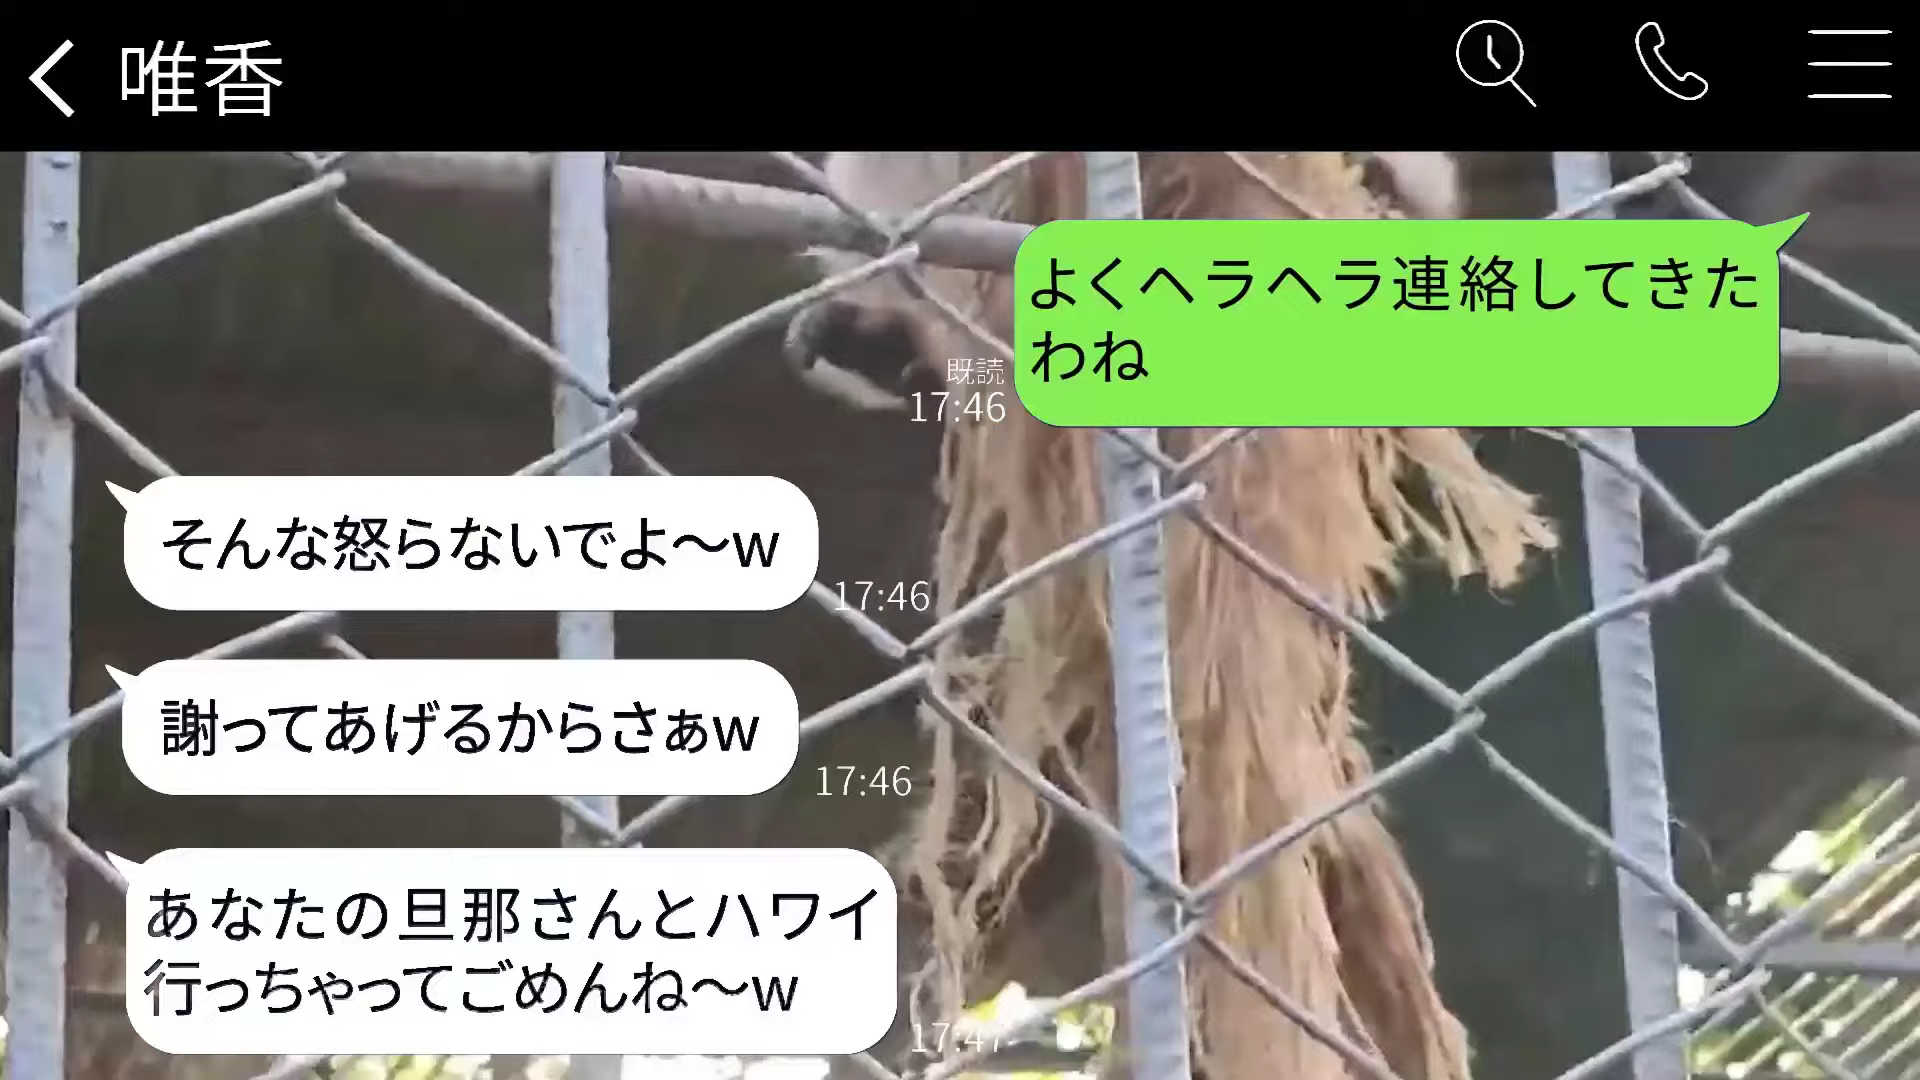 唯香
よくヘラヘラ連絡してきた
わね
既読
17:46
そんな怒らないでよ～w
17:46
謝ってあげるからさぁw
17:46
あなたの旦那さんとハワイ
行っちゃってごめんね～w
17:47